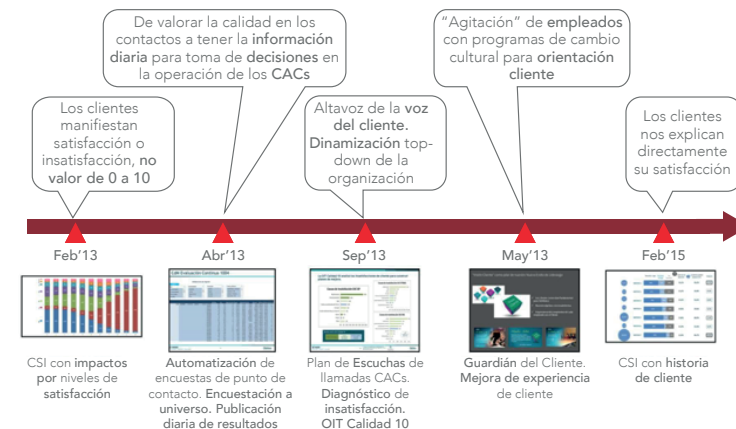 De valorar la calidad en los
contactos a tener la información
diaria para toma de decisiones en
la operación de los CACs
“Agitación” de empleados
con programas de cambio
cultural para orientación
cliente
Los clientes
manifiestan
satisfacción o
insatisfacción, no
valor de 0 a 10
Altavoz de la voz
del cliente.
Dinamización top-
down de la
organización
Los clientes
nos explican
directamente
su satisfacción
Feb’13
Abr’13
Sep’13
May’13
Feb’15
CSI con impactos
por niveles de
satisfacción
Automatización de
encuestas de punto de
contacto. Encuestación a
universo. Publicación
diaria de resultados
Plan de Escuchas de
llamadas CACs.
Diagnóstico de
insatisfacción.
OIT Calidad 10
Guardián del Cliente.
Mejora de experiencia
de cliente
CSI con historia
de cliente